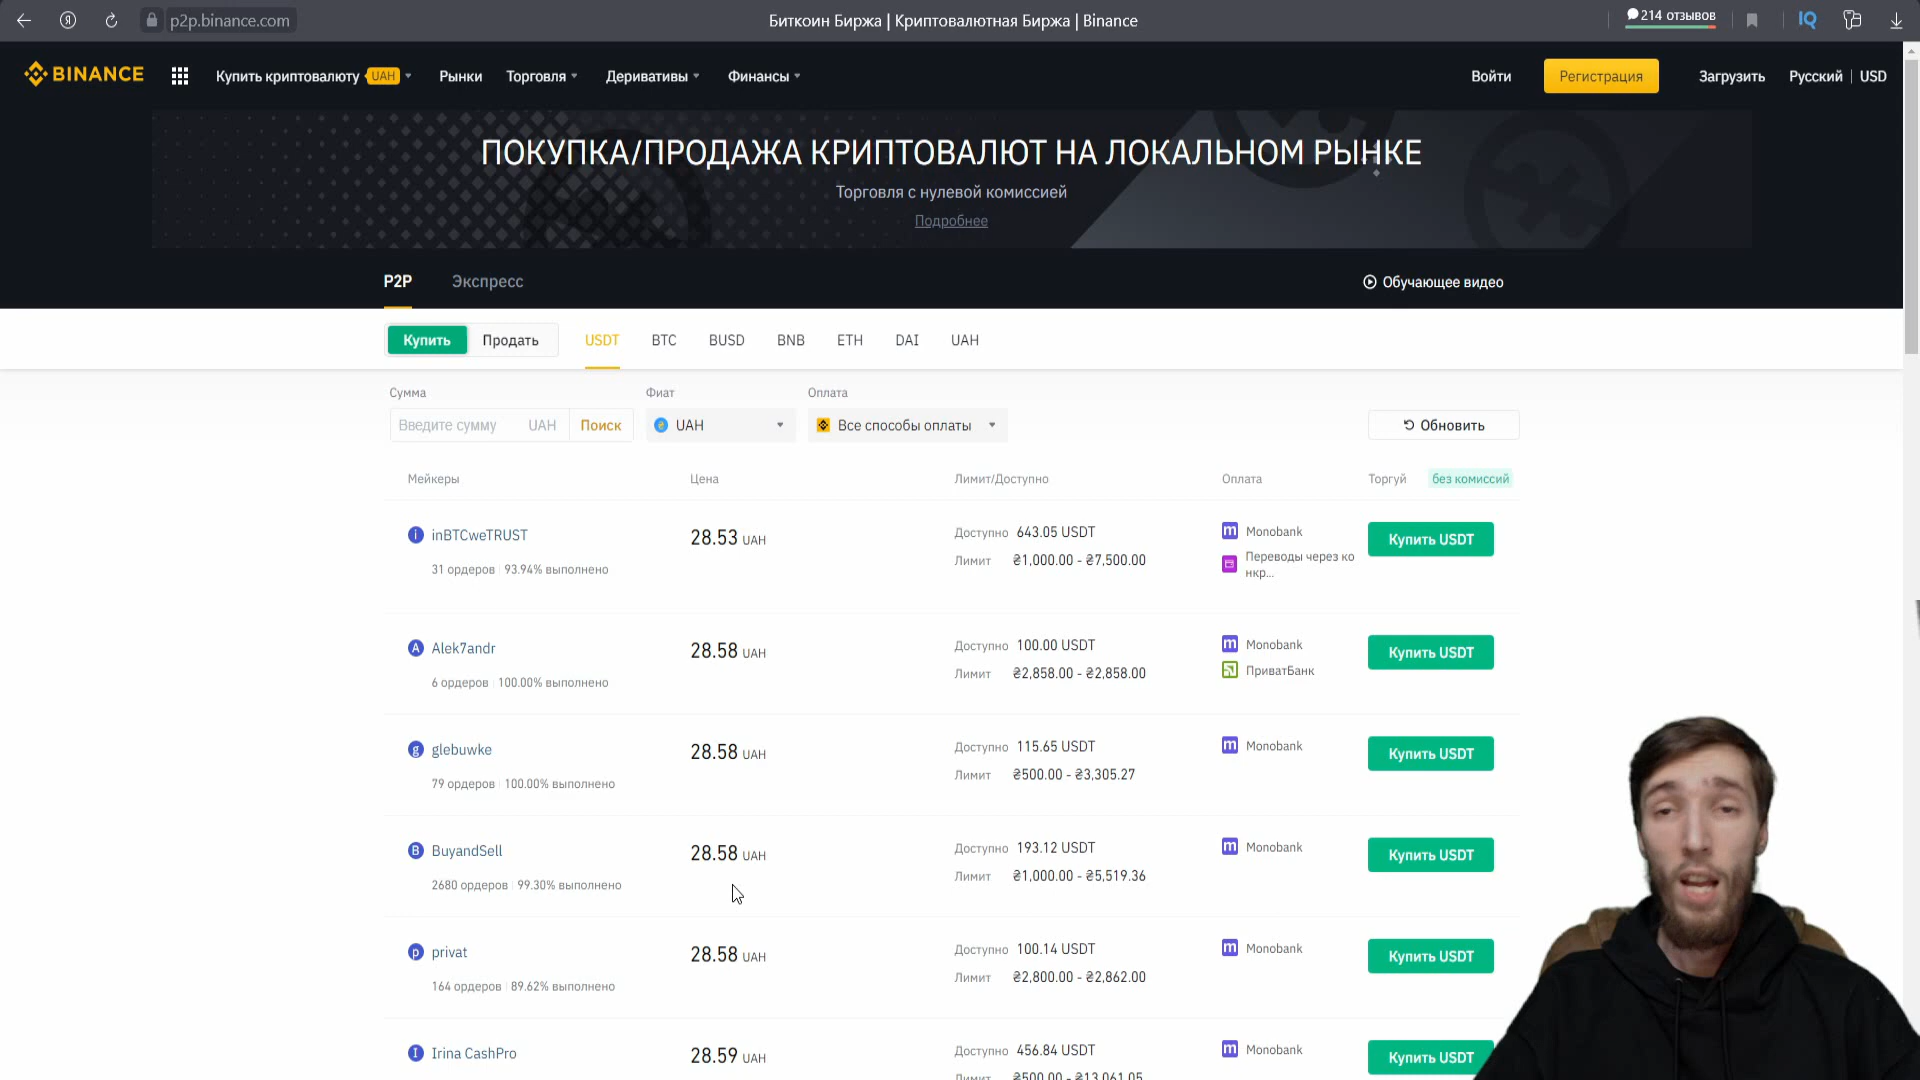 p2p.binance.com
Биткоин Биржа | Криптовалютная Биржа | Binance
214 отзывов
IQ
BINANCE
Купить криптовалюту UAH
Рынки
Торговля
Деривативы
Финансы
Войти
Регистрация
Загрузить
Русский | USD
ПОКУПКА/ПРОДАЖА КРИПТОВАЛЮТ НА ЛОКАЛЬНОМ РЫНКЕ
Торговля с нулевой комиссией
Подробнее
P2P
Экспресс
Обучающее видео
Купить
Продать
USDT
BTC
BUSD
BNB
ETH
DAI
UAH
Сумма
Фиат
Оплата
Введите сумму UAH Поиск
UAH
Все способы оплаты
Обновить
Мейкеры
Цена
Лимит/Доступно
Оплата
Торгуй
без комиссий
i inBTCweTRUST
31 ордеров | 93.94% выполнено
28.53 UAH
Доступно 643.05 USDT
Лимит ₴1,000.00 - ₴7,500.00
m Monobank
Переводы через ко
нкр...
Купить USDT
A Alek7andr
6 ордеров | 100.00% выполнено
28.58 UAH
Доступно 100.00 USDT
Лимит ₴2,858.00 - ₴2,858.00
m Monobank
ПриватБанк
Купить USDT
g glebuwke
79 ордеров | 100.00% выполнено
28.58 UAH
Доступно 115.65 USDT
Лимит ₴500.00 - ₴3,305.27
m Monobank
Купить USDT
B BuyandSell
2680 ордеров | 99.30% выполнено
28.58 UAH
Доступно 193.12 USDT
Лимит ₴1,000.00 - ₴5,519.36
m Monobank
Купить USDT
p privat
164 ордеров | 89.62% выполнено
28.58 UAH
Доступно 100.14 USDT
Лимит ₴2,800.00 - ₴2,862.00
m Monobank
Купить USDT
I Irina CashPro
28.59 UAH
Доступно 456.84 USDT
Лимит ₴500.00 - ₴13,061.05
m Monobank
Купить USDT